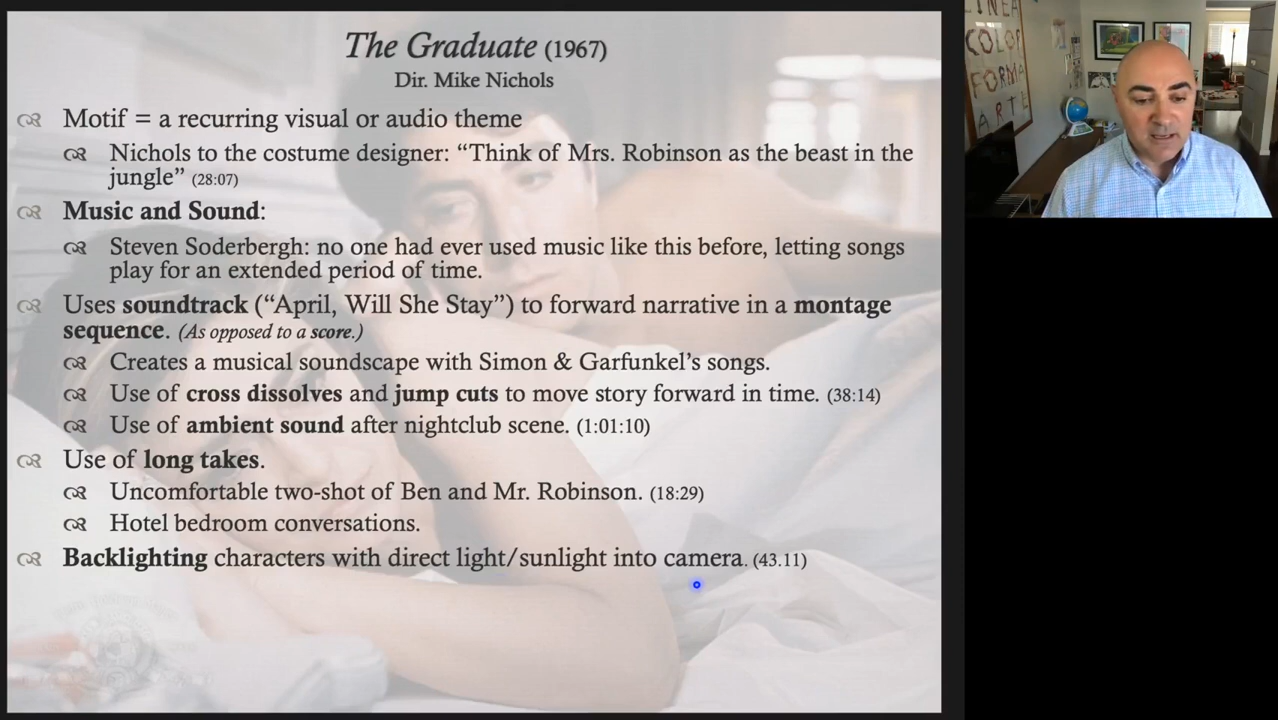 The Graduate (1967)
Dir. Mike Nichols
Motif = a recurring visual or audio theme
Nichols to the costume designer: “Think of Mrs. Robinson as the beast in the
jungle” (28:07)
Music and Sound:
Steven Soderbergh: no one had ever used music like this before, letting songs
play for an extended period of time.
Uses soundtrack (“April, Will She Stay”) to forward narrative in a montage
sequence. (As opposed to a score.)
Creates a musical soundscape with Simon & Garfunkel’s songs.
Use of cross dissolves and jump cuts to move story forward in time. (38:14)
Use of ambient sound after nightclub scene. (1:01:10)
Use of long takes.
Uncomfortable two-shot of Ben and Mr. Robinson. (18:29)
Hotel bedroom conversations.
Backlighting characters with direct light/sunlight into camera. (43.11)
LINEA
COLOR
FORMA
ARTE